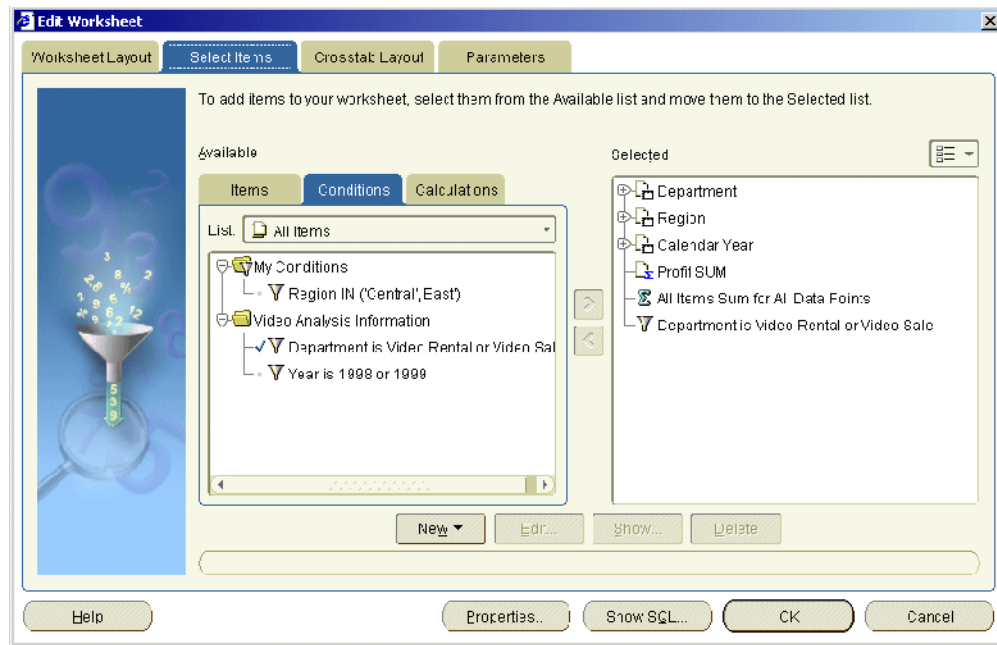 Edit Worksheet
Worksheet Layout Select Items Crosstab Layout Parameters
To add items to your worksheet, select them from the Available list and move them to the Selected list.
Available Selected
Items Conditions Calculations
List: All Items
My Conditions
Region IN ('Central','East')
Video Analysis Information
Department is Video Rental or Video Sal
Year is 1998 or 1999
Department
Region
Calendar Year
Profit SUM
All Items Sum for All Data Points
Department is Video Rental or Video Sale
New Edit... Show... Delete
Help Properties... Show SQL... OK Cancel